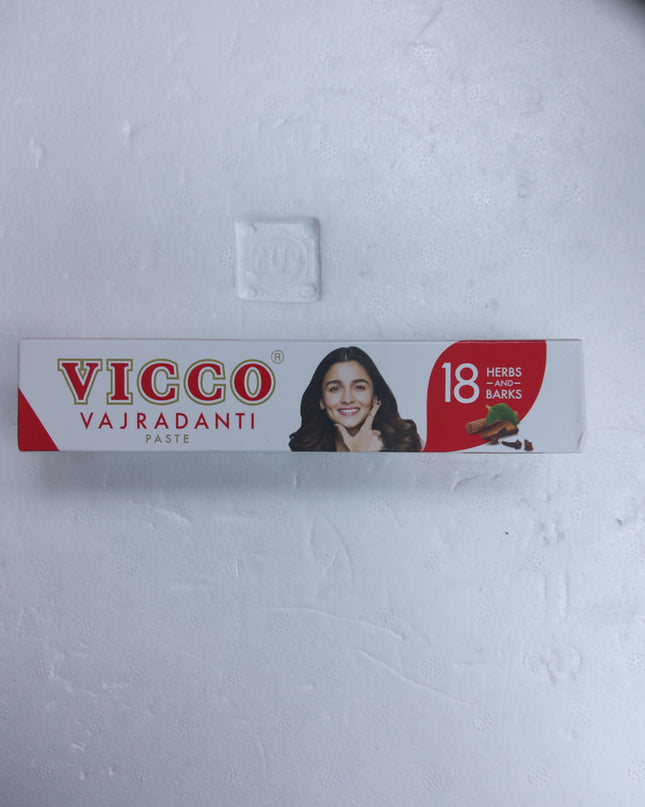 VICCO®
VAJRADANTI
PASTE
18
HERBS
AND
BARKS